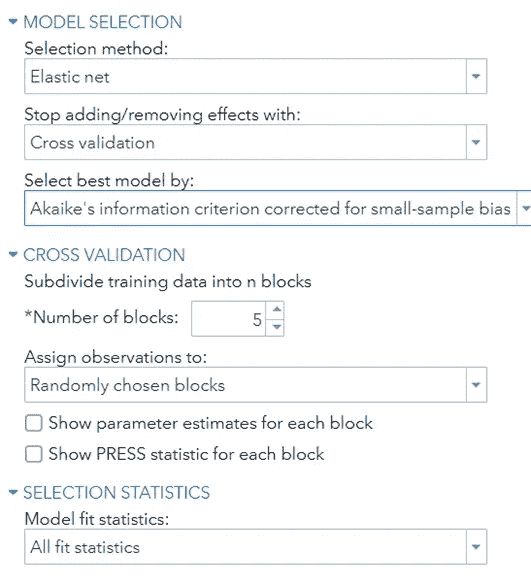 MODEL SELECTION
Selection method:
Elastic net
Stop adding/removing effects with:
Cross validation
Select best model by:
Akaike's information criterion corrected for small-sample bias
CROSS VALIDATION
Subdivide training data into n blocks
*Number of blocks: 5
Assign observations to:
Randomly chosen blocks
Show parameter estimates for each block
Show PRESS statistic for each block
SELECTION STATISTICS
Model fit statistics:
All fit statistics